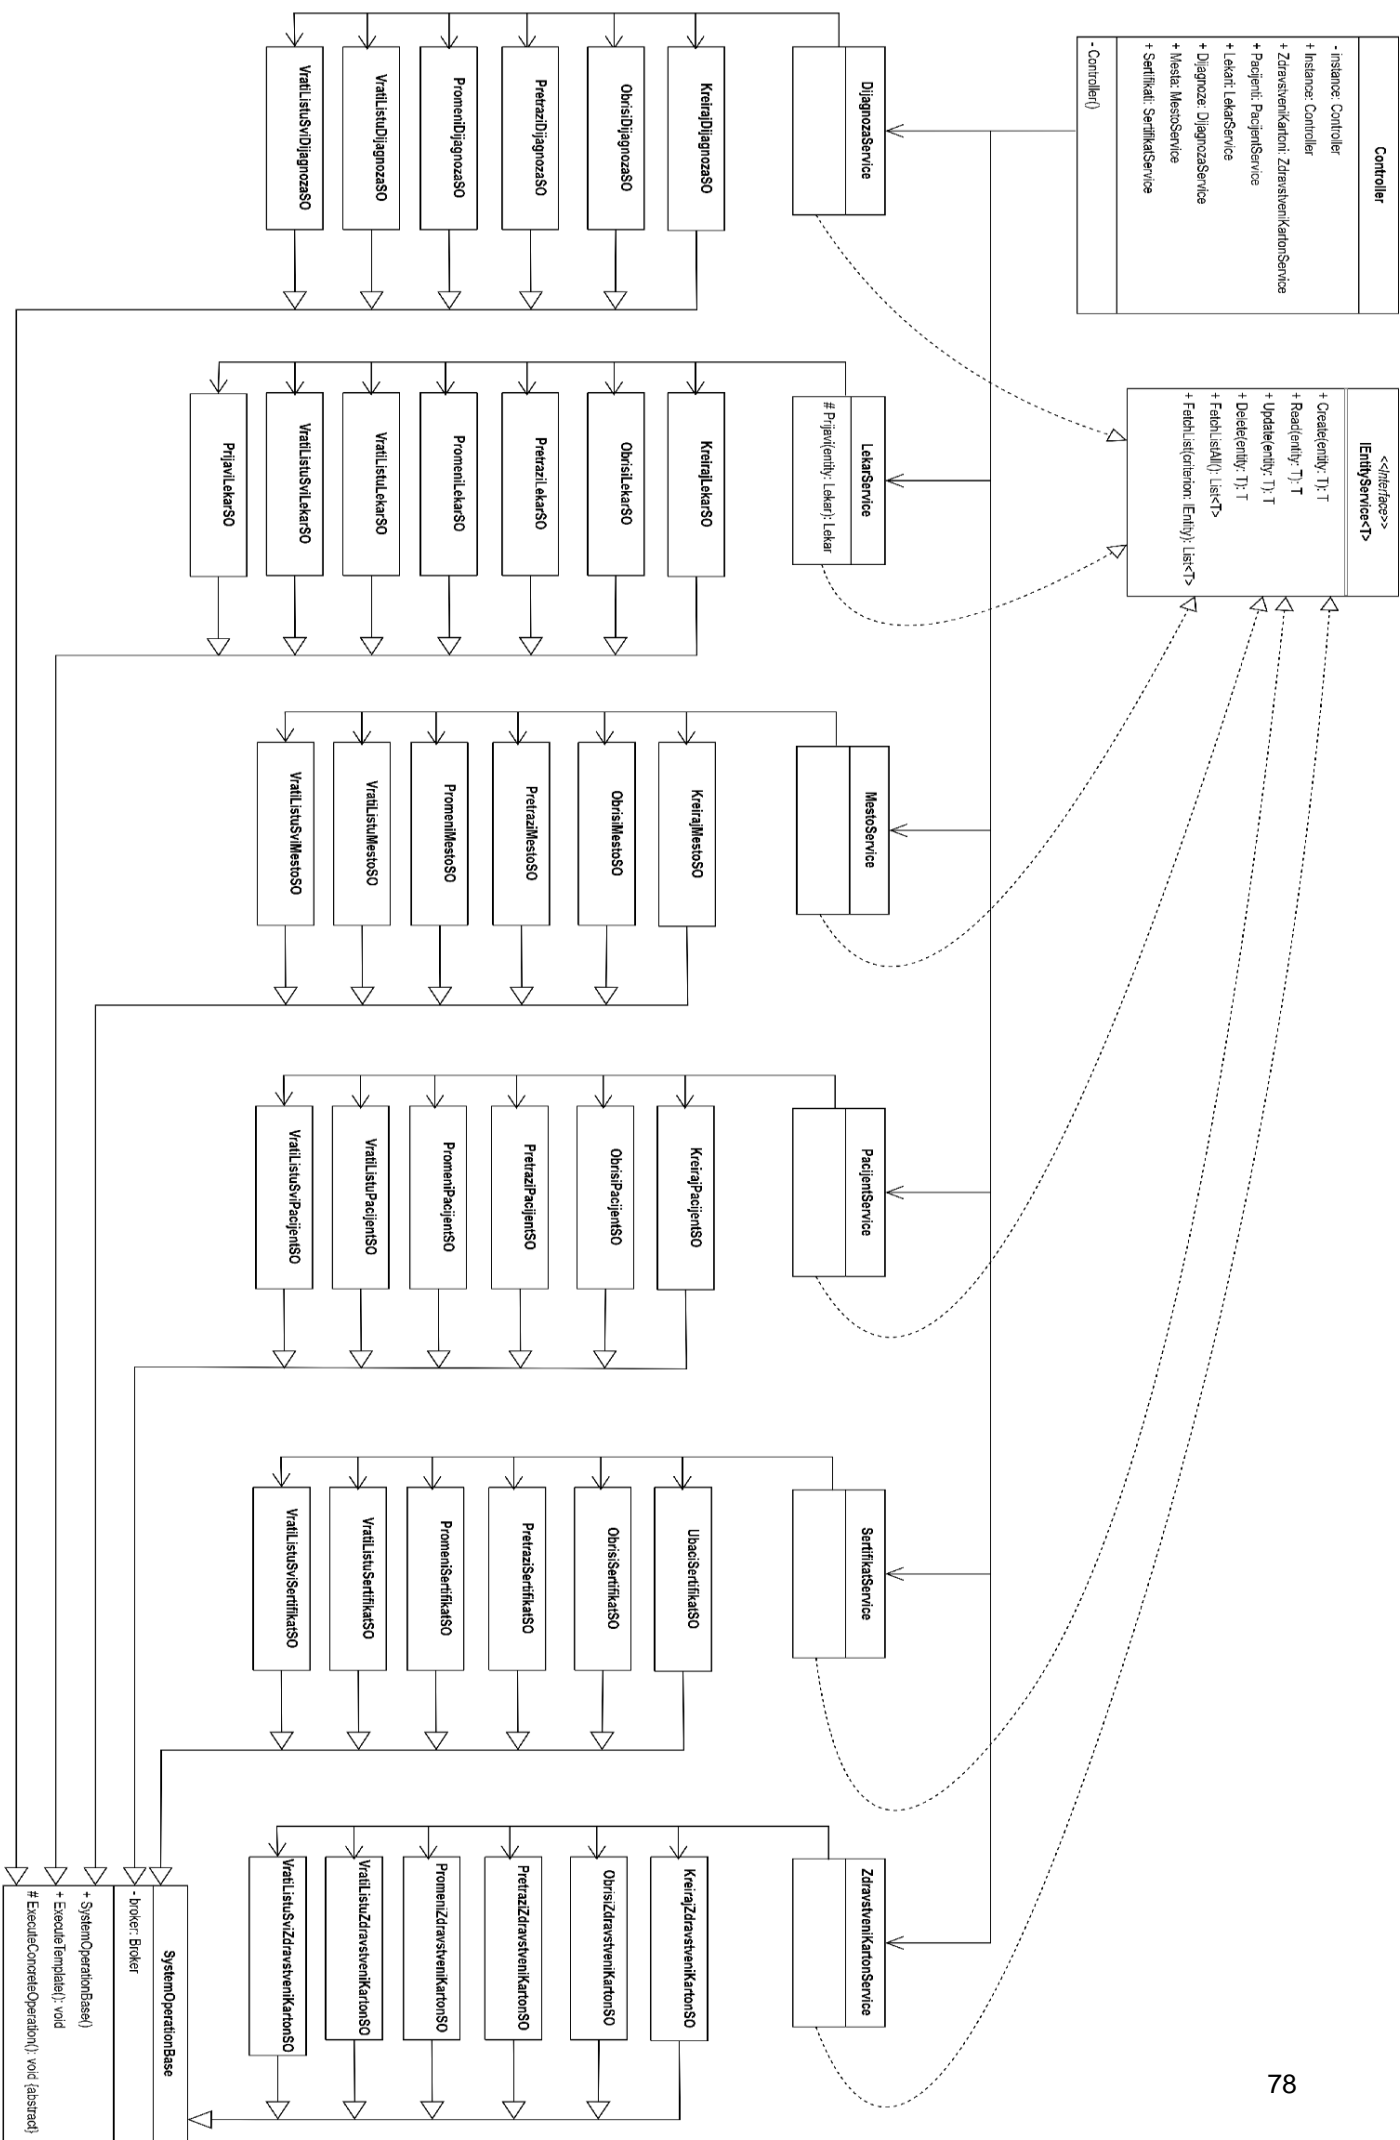 Controller
- instance: Controller
+ Instance: Controller
+ ZdravstveniKartoni: ZdravstveniKartonService
+ Pacijenti: PacijentService
+ Lekari: LekarService
+ Dijagnoze: DijagnozaService
+ Mesta: MestoService
+ Sertifikati: SertifikatService
- Controller()
<<Interface>>
IEntityService<T>
+ Create(entity: T): T
+ Read(entity: T): T
+ Update(entity: T): T
+ Delete(entity: T): T
+ FetchListAll(): List<T>
+ FetchList(criterion: IEntity): List<T>
DijagnozaService
LekarService
# Prijavi(entity: Lekar): Lekar
MestoService
PacijentService
SertifikatService
ZdravstveniKartonService
KreirajDijagnozaSO
ObrisiDijagnozaSO
PretraziDijagnozaSO
PromeniDijagnozaSO
VratiListuDijagnozaSO
VratiListuSviDijagnozaSO
KreirajLekarSO
ObrisiLekarSO
PretraziLekarSO
PromeniLekarSO
VratiListuLekarSO
VratiListuSviLekarSO
PrijaviLekarSO
KreirajMestoSO
ObrisiMestoSO
PretraziMestoSO
PromeniMestoSO
VratiListuMestoSO
VratiListuSviMestoSO
KreirajPacijentSO
ObrisiPacijentSO
PretraziPacijentSO
PromeniPacijentSO
VratiListuPacijentSO
VratiListuSviPacijentSO
UbaciSertifikatSO
ObrisiSertifikatSO
PretraziSertifikatSO
PromeniSertifikatSO
VratiListuSertifikatSO
VratiListuSviSertifikatSO
KreirajZdravstveniKartonSO
ObrisiZdravstveniKartonSO
PretraziZdravstveniKartonSO
PromeniZdravstveniKartonSO
VratiListuZdravstveniKartonSO
VratiListuSviZdravstveniKartonSO
SystemOperationBase
- broker: Broker
+ SystemOperationBase()
+ ExecuteTemplate(): void
# ExecuteConcreteOperation(): void {abstract}
78